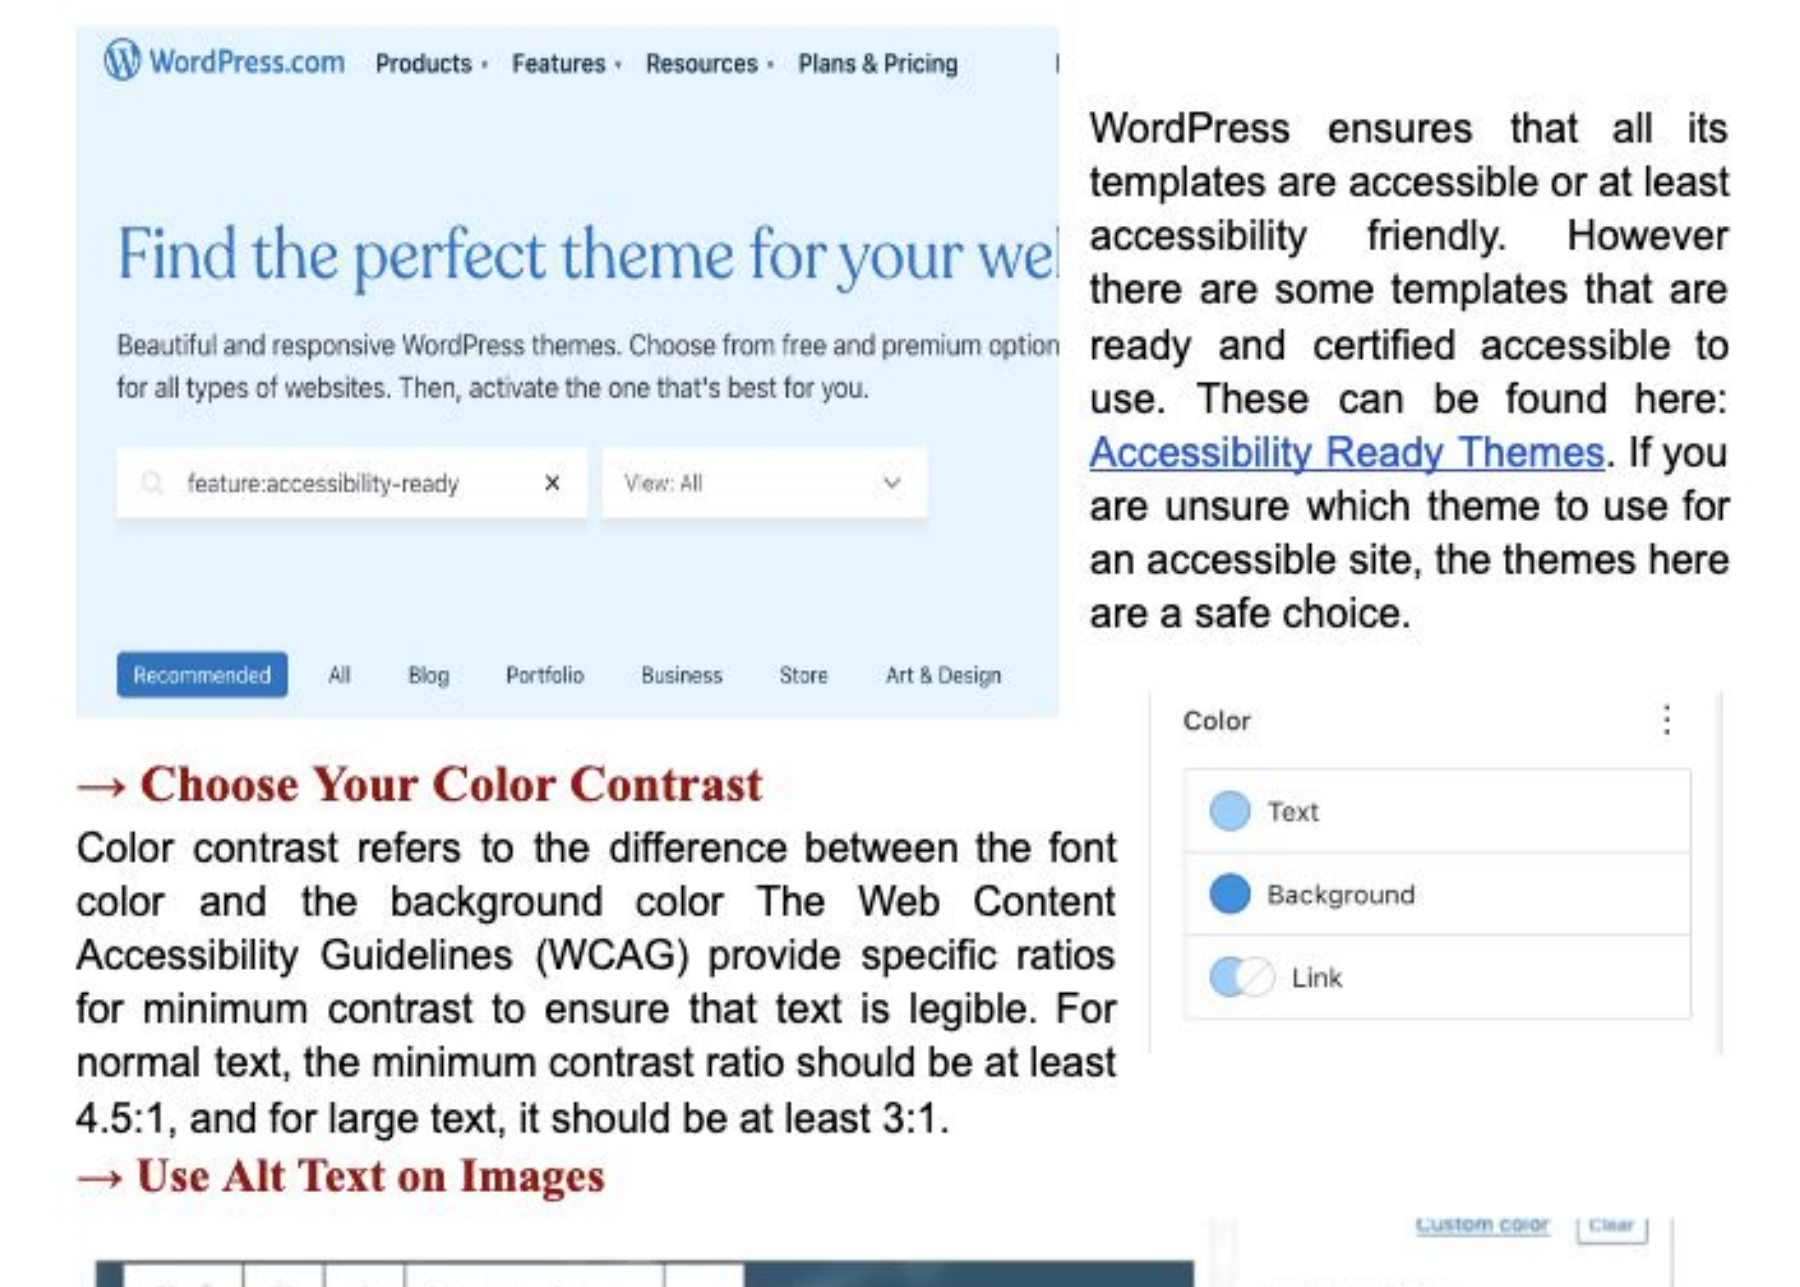 WordPress.com Products Features Resources Plans & Pricing
Find the perfect theme for your we
Beautiful and responsive WordPress themes. Choose from free and premium option
for all types of websites. Then, activate the one that's best for you.
feature:accessibility-ready × View: All
Recommended All Blog Portfolio Business Store Art & Design
WordPress ensures that all its
templates are accessible or at least
accessibility friendly. However
there are some templates that are
ready and certified accessible to
use. These can be found here:
Accessibility Ready Themes. If you
are unsure which theme to use for
an accessible site, the themes here
are a safe choice.
→ Choose Your Color Contrast
Color contrast refers to the difference between the font
color and the background color The Web Content
Accessibility Guidelines (WCAG) provide specific ratios
for minimum contrast to ensure that text is legible. For
normal text, the minimum contrast ratio should be at least
4.5:1, and for large text, it should be at least 3:1.
Color
Text
Background
Link
→ Use Alt Text on Images
Custom color Clear